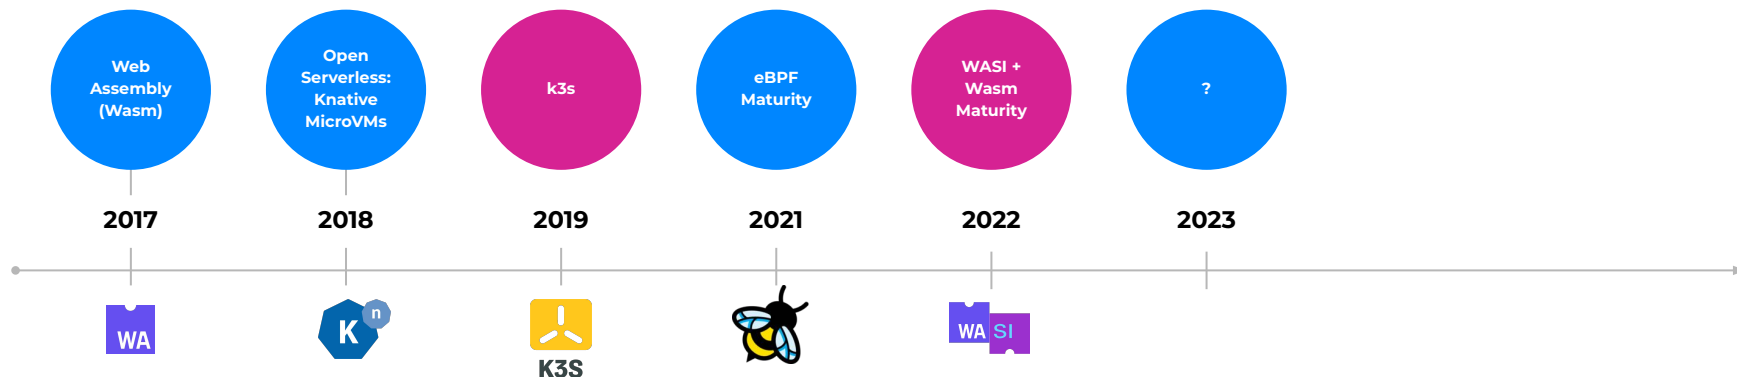 Web
Assembly
(Wasm)
Open
Serverless:
Knative
MicroVMs
k3s
eBPF
Maturity
WASI +
Wasm
Maturity
?
2017
2018
2019
2021
2022
2023
WA
K
n
K3S
WA
SI